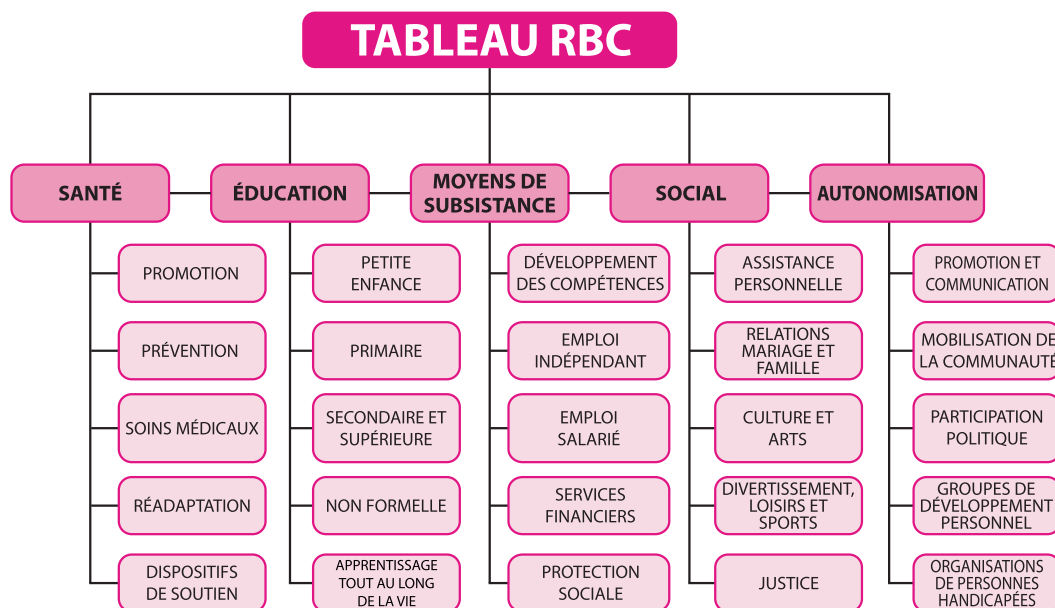 TABLEAU RBC
SANTÉ
ÉDUCATION
MOYENS DE
SUBSISTANCE
SOCIAL
AUTONOMISATION
PROMOTION
PRÉVENTION
SOINS MÉDICAUX
RÉADAPTATION
DISPOSITIFS
DE SOUTIEN
PETITE
ENFANCE
PRIMAIRE
SECONDAIRE ET
SUPÉRIEURE
NON FORMELLE
APPRENTISSAGE
TOUT AU LONG
DE LA VIE
DÉVELOPPEMENT
DES COMPÉTENCES
EMPLOI
INDÉPENDANT
EMPLOI
SALARIÉ
SERVICES
FINANCIERS
PROTECTION
SOCIALE
ASSISTANCE
PERSONNELLE
RELATIONS
MARIAGE ET
FAMILLE
CULTURE ET
ARTS
DIVERTISSEMENT,
LOISIRS ET
SPORTS
JUSTICE
PROMOTION ET
COMMUNICATION
MOBILISATION DE
LA COMMUNAUTÉ
PARTICIPATION
POLITIQUE
GROUPES DE
DÉVELOPPEMENT
PERSONNEL
ORGANISATIONS
DE PERSONNES
HANDICAPÉES